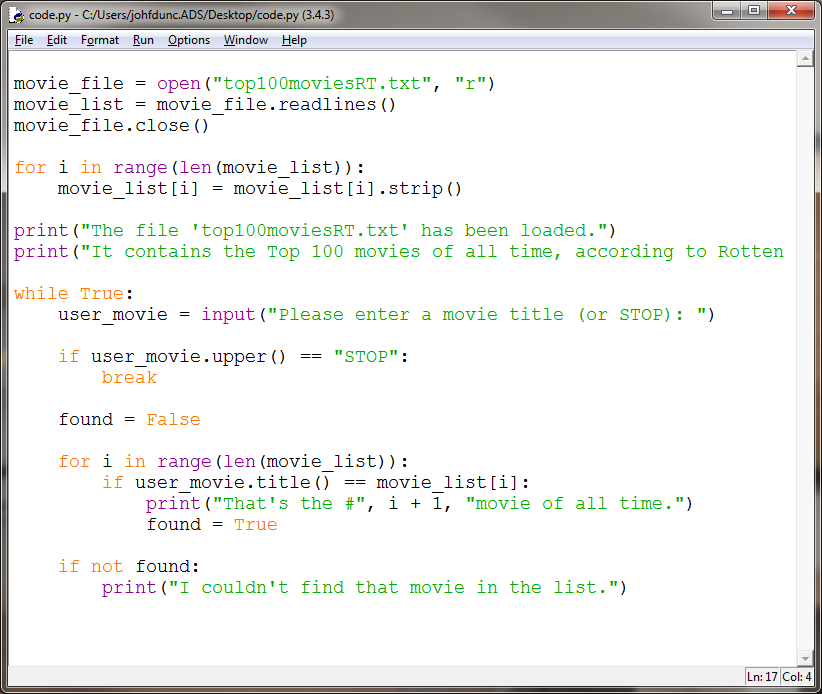 code.py - C:/Users/johfdunc.ADS/Desktop/code.py (3.4.3)
File Edit Format Run Options Window Help
movie_file = open("top100moviesRT.txt", "r")
movie_list = movie_file.readlines()
movie_file.close()
for i in range(len(movie_list)):
    movie_list[i] = movie_list[i].strip()
print("The file 'top100moviesRT.txt' has been loaded.")
print("It contains the Top 100 movies of all time, according to Rotten
while True:
    user_movie = input("Please enter a movie title (or STOP): ")
    if user_movie.upper() == "STOP":
        break
    found = False
    for i in range(len(movie_list)):
        if user_movie.title() == movie_list[i]:
            print("That's the #", i + 1, "movie of all time.")
            found = True
    if not found:
        print("I couldn't find that movie in the list.")
Ln: 17 Col: 4